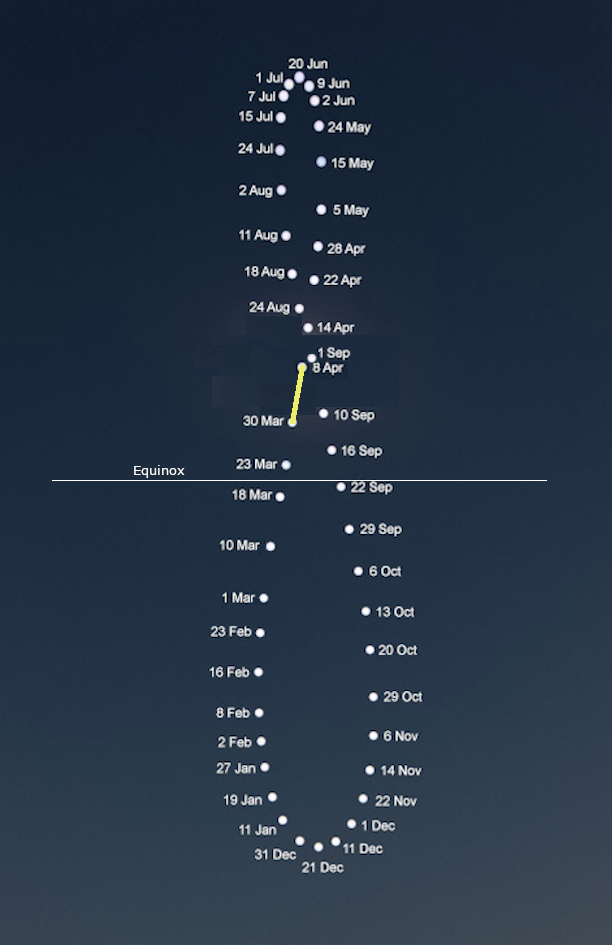 20 Jun
1 Jul
9 Jun
7 Jul
2 Jun
15 Jul
24 May
24 Jul
15 May
2 Aug
5 May
11 Aug
28 Apr
18 Aug
22 Apr
24 Aug
14 Apr
1 Sep
8 Apr
10 Sep
30 Mar
16 Sep
23 Mar
Equinox
22 Sep
18 Mar
29 Sep
10 Mar
6 Oct
1 Mar
13 Oct
23 Feb
20 Oct
16 Feb
29 Oct
8 Feb
6 Nov
2 Feb
27 Jan
14 Nov
19 Jan
22 Nov
11 Jan
1 Dec
31 Dec
11 Dec
21 Dec